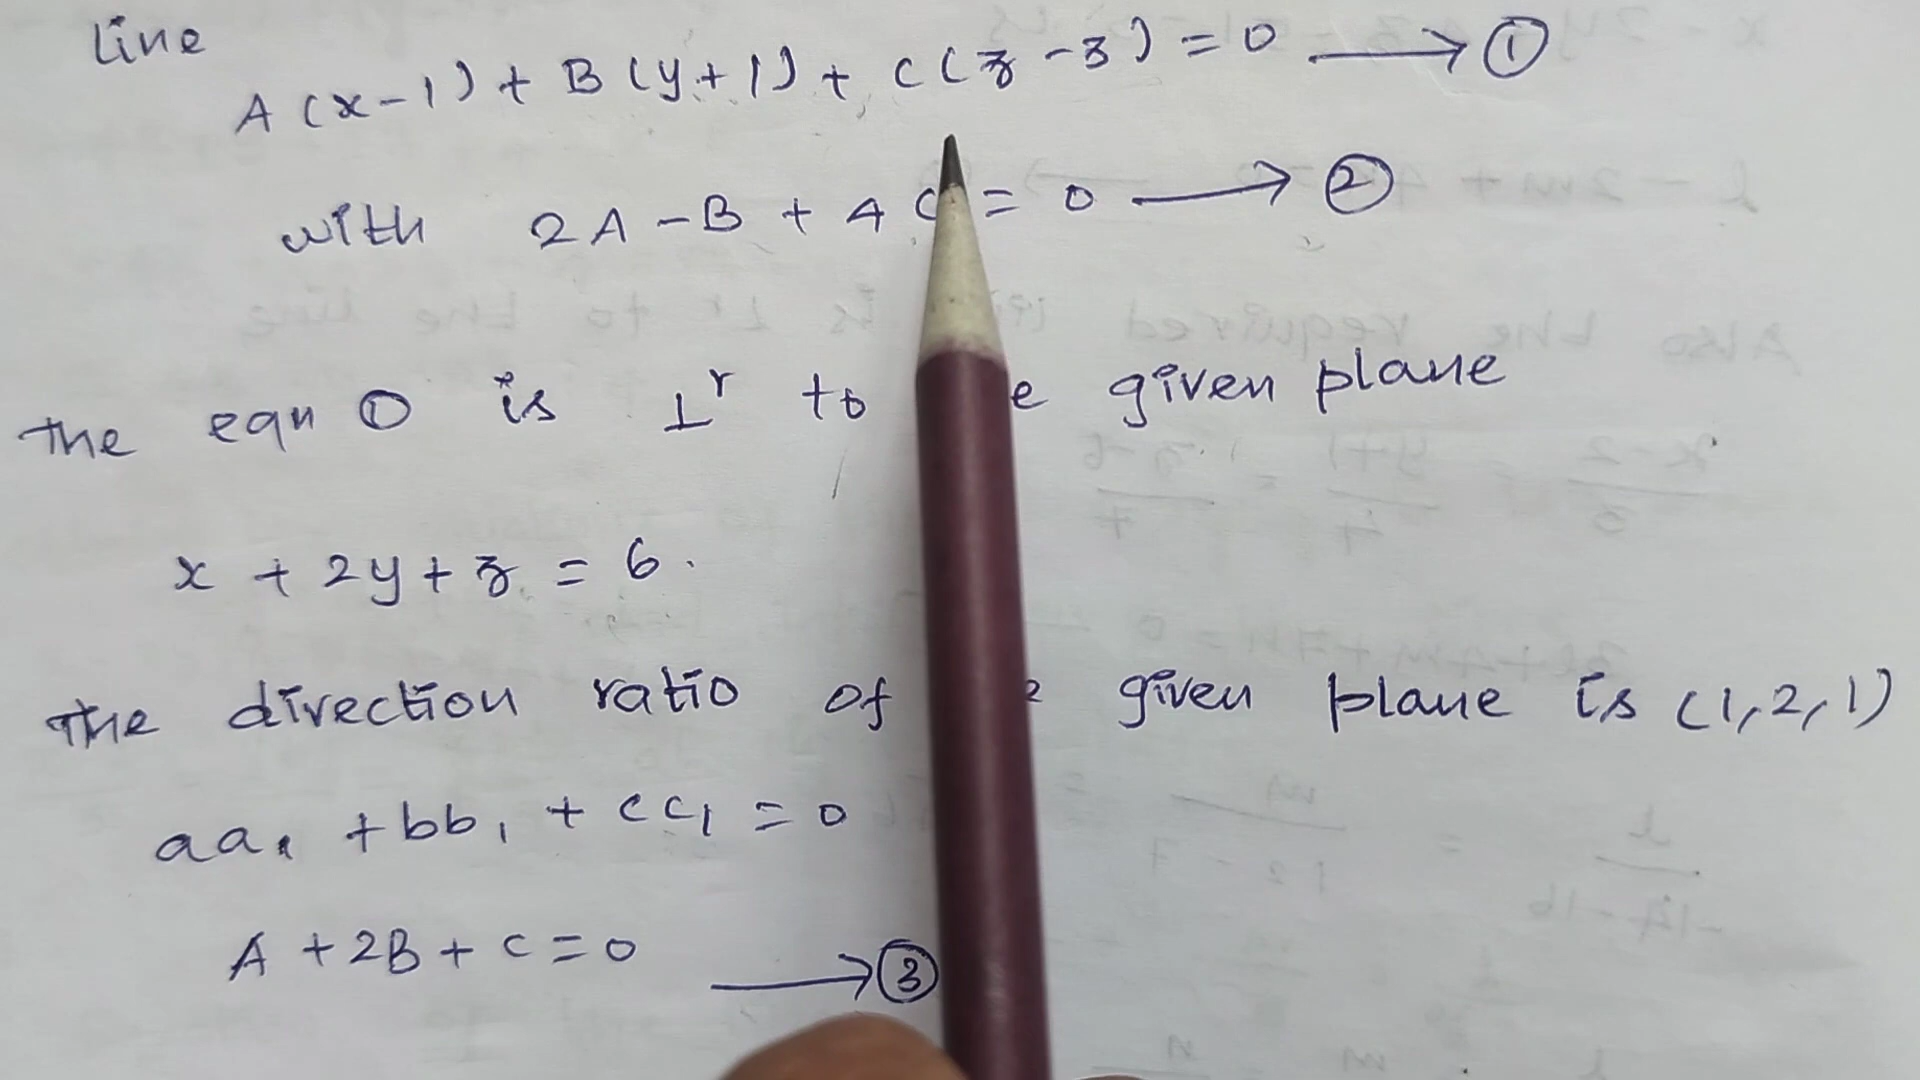 line
A (x-1) + B (y+1) + C (z-3) = 0 → ①
with 2A - B + 4C = 0 → ②
The eqn ① is ⊥r to e given plane
x + 2y + z = 6.
The direction ratio of given plane is (1, 2, 1)
aa1 + bb1 + cc1 = 0
A + 2B + C = 0 → ③